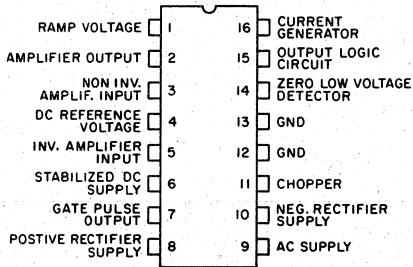 RAMP VOLTAGE 1
AMPLIFIER OUTPUT 2
NON INV.
AMPLIF. INPUT 3
DC REFERENCE
VOLTAGE 4
INV. AMPLIFIER
INPUT 5
STABILIZED DC
SUPPLY 6
GATE PULSE
OUTPUT 7
POSTIVE RECTIFIER
SUPPLY 8
16 CURRENT
GENERATOR
15 OUTPUT LOGIC
CIRCUIT
14 ZERO LOW VOLTAGE
DETECTOR
13 GND
12 GND
11 CHOPPER
10 NEG. RECTIFIER
SUPPLY
9 AC SUPPLY